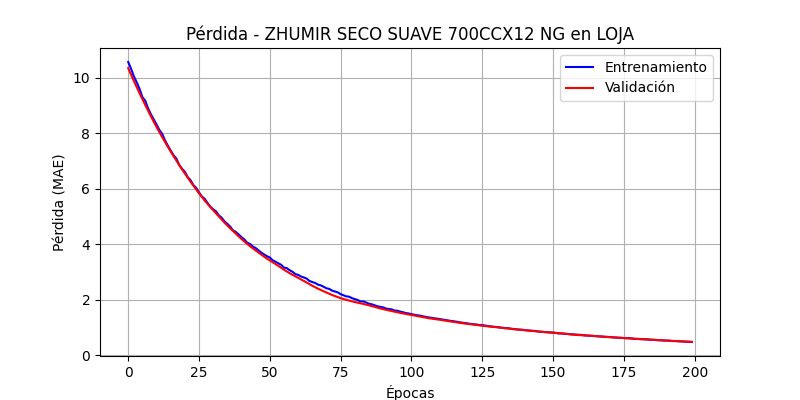 Pérdida - ZHUMIR SECO SUAVE 700CCX12 NG en LOJA
Entrenamiento
Validación
Pérdida (MAE)
10
8
6
4
2
0
0 25 50 75 100 125 150 175 200
Épocas